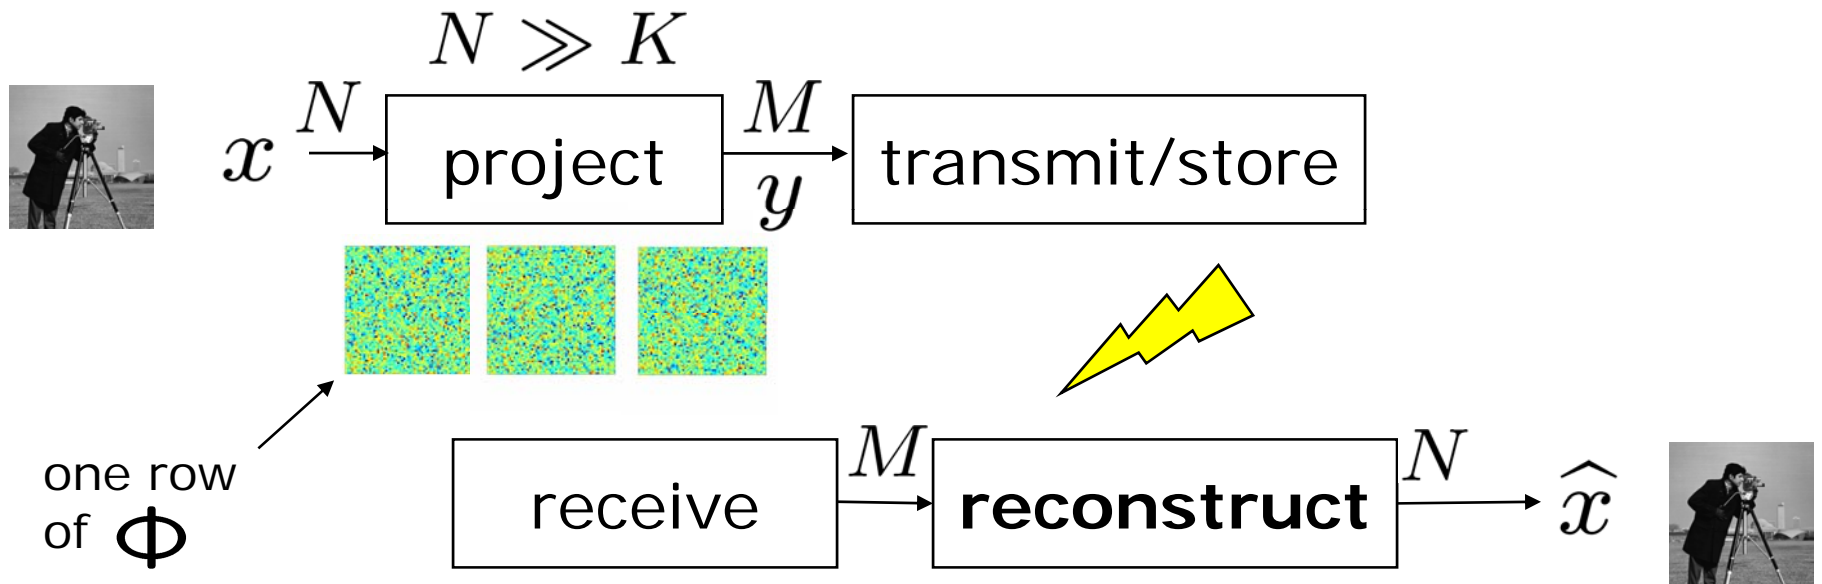 N ≫ K
x N project M y transmit/store
one row
of Φ
receive M reconstruct N x̂